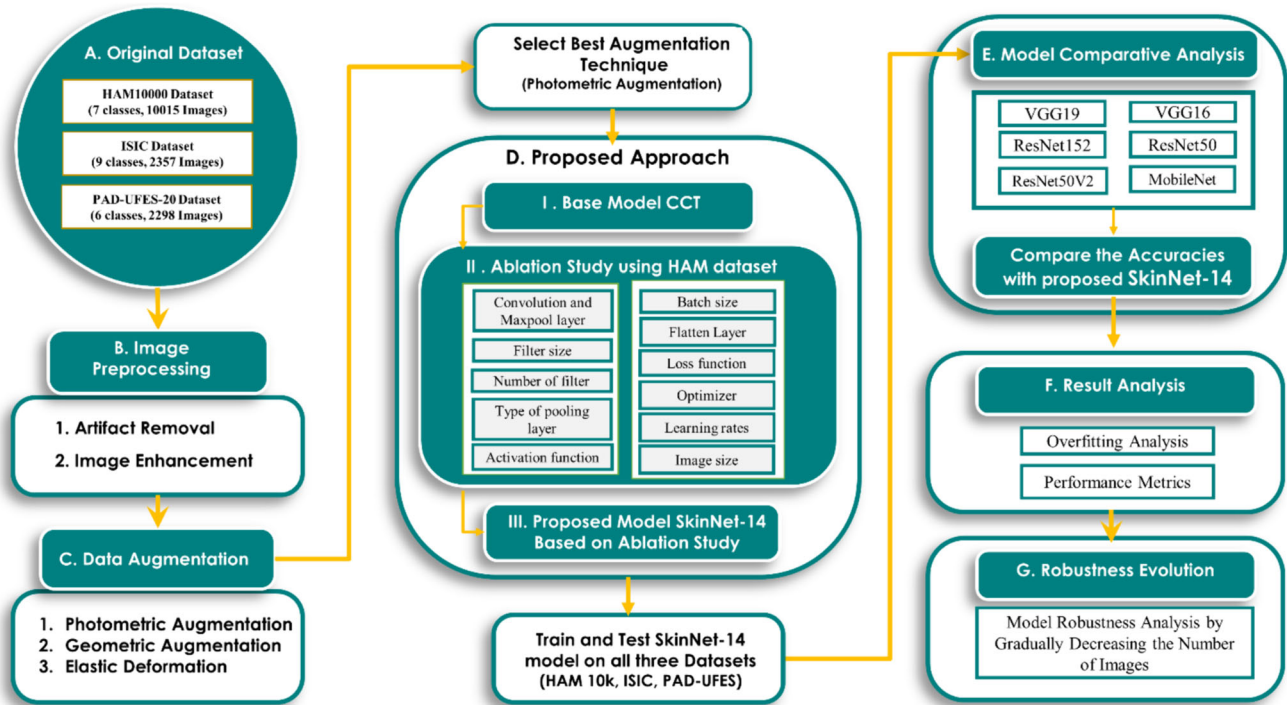 A. Original Dataset
HAM10000 Dataset
(7 classes, 10015 Images)
ISIC Dataset
(9 classes, 2357 Images)
PAD-UFES-20 Dataset
(6 classes, 2298 Images)
B. Image
Preprocessing
1. Artifact Removal
2. Image Enhancement
C. Data Augmentation
1. Photometric Augmentation
2. Geometric Augmentation
3. Elastic Deformation
Select Best Augmentation
Technique
(Photometric Augmentation)
D. Proposed Approach
I . Base Model CCT
II . Ablation Study using HAM dataset
Convolution and
Maxpool layer
Filter size
Number of filter
Type of pooling
layer
Activation function
Batch size
Flatten Layer
Loss function
Optimizer
Learning rates
Image size
III. Proposed Model SkinNet-14
Based on Ablation Study
Train and Test SkinNet-14
model on all three Datasets
(HAM 10k, ISIC, PAD-UFES)
E. Model Comparative Analysis
VGG19
VGG16
ResNet152
ResNet50
ResNet50V2
MobileNet
Compare the Accuracies
with proposed SkinNet-14
F. Result Analysis
Overfitting Analysis
Performance Metrics
G. Robustness Evolution
Model Robustness Analysis by
Gradually Decreasing the Number
of Images